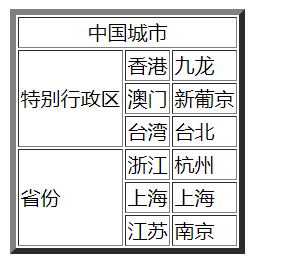 中国城市
特别行政区 香港 九龙
澳门 新葡京
台湾 台北
省份 浙江 杭州
上海 上海
江苏 南京